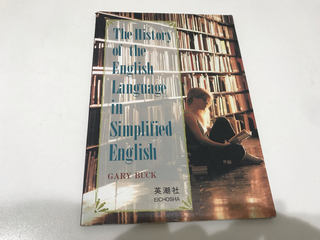 The History
of the
English
Language
in
Simplified
English
GARY BUCK
英潮社
EICHOSHA